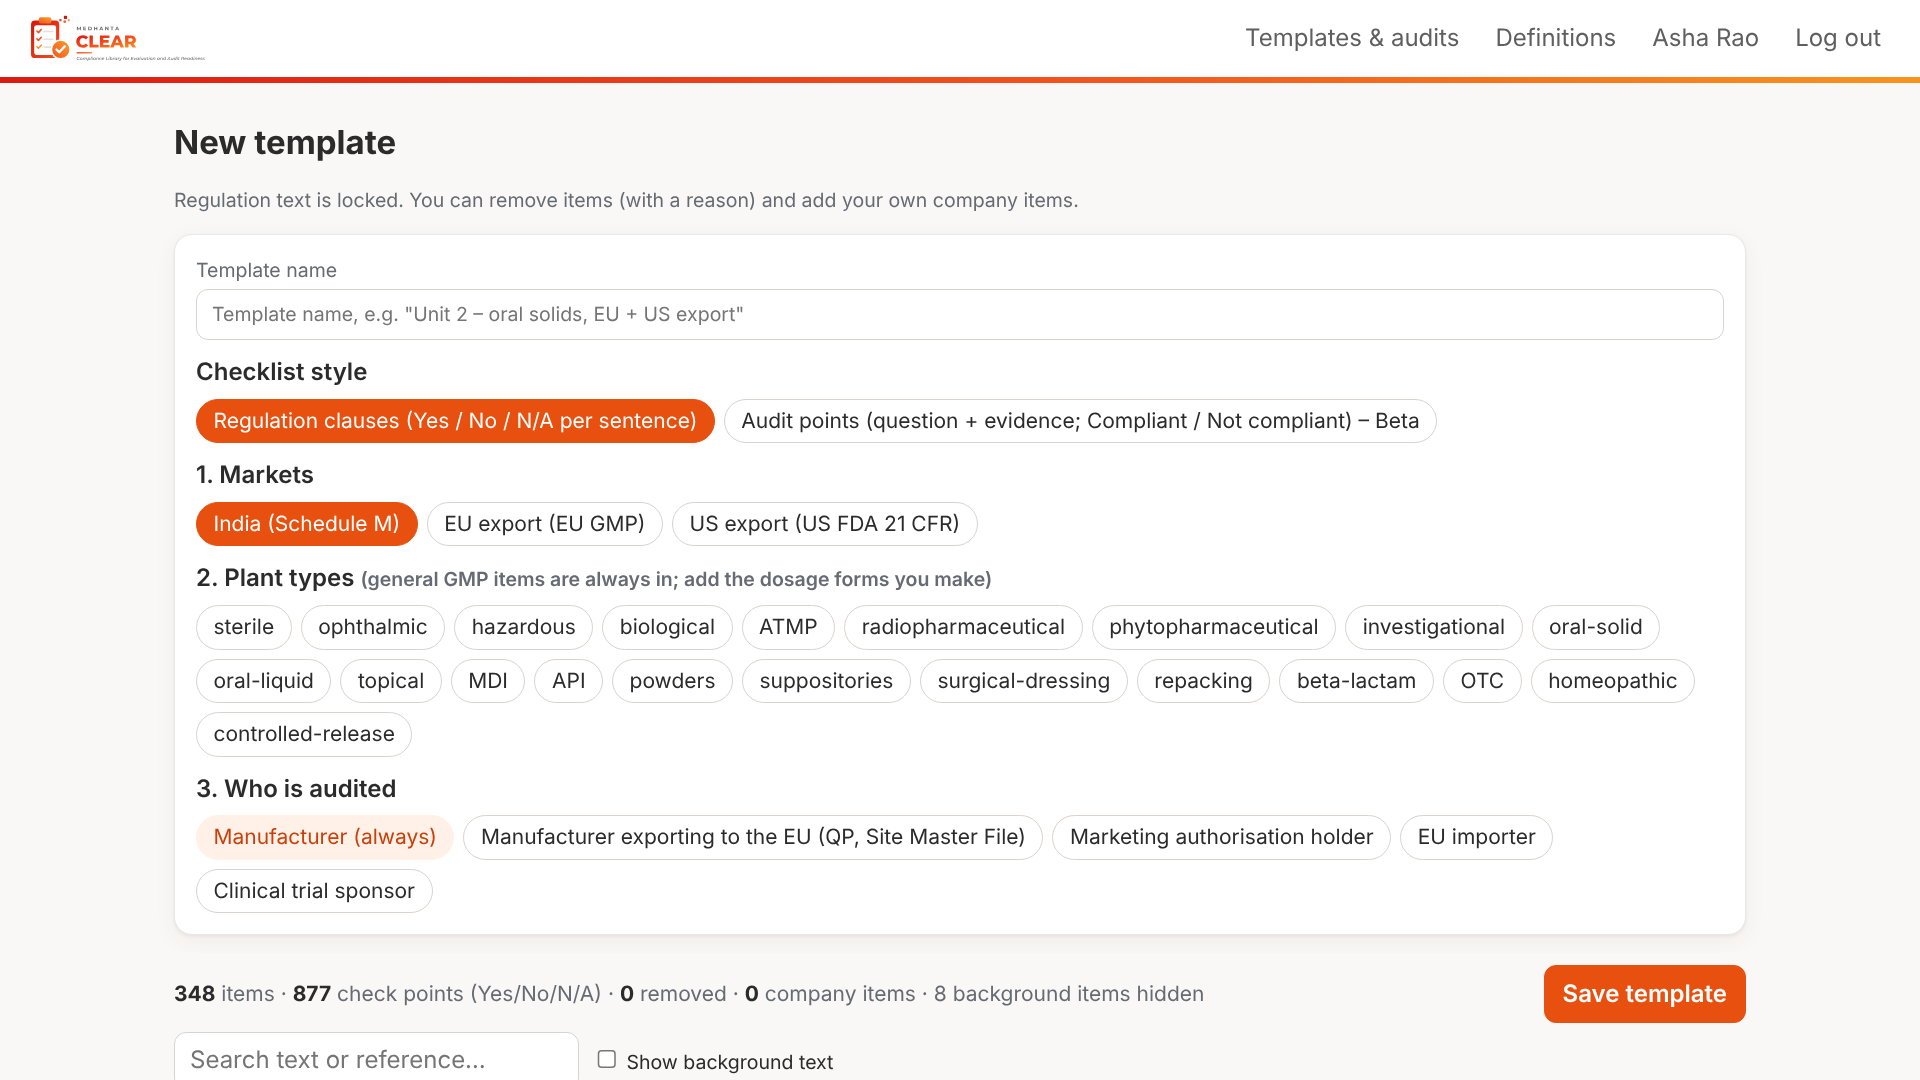 MEDHANTA
CLEAR
Compliance Library for Evaluation and Audit Readiness
Templates & audits
Definitions
Asha Rao
Log out
New template
Regulation text is locked. You can remove items (with a reason) and add your own company items.
Template name
Template name, e.g. "Unit 2 – oral solids, EU + US export"
Checklist style
Regulation clauses (Yes / No / N/A per sentence)
Audit points (question + evidence; Compliant / Not compliant) – Beta
1. Markets
India (Schedule M)
EU export (EU GMP)
US export (US FDA 21 CFR)
2. Plant types (general GMP items are always in; add the dosage forms you make)
sterile
ophthalmic
hazardous
biological
ATMP
radiopharmaceutical
phytopharmaceutical
investigational
oral-solid
oral-liquid
topical
MDI
API
powders
suppositories
surgical-dressing
repacking
beta-lactam
OTC
homeopathic
controlled-release
3. Who is audited
Manufacturer (always)
Manufacturer exporting to the EU (QP, Site Master File)
Marketing authorisation holder
EU importer
Clinical trial sponsor
348 items · 877 check points (Yes/No/N/A) · 0 removed · 0 company items · 8 background items hidden
Save template
Search text or reference...
Show background text